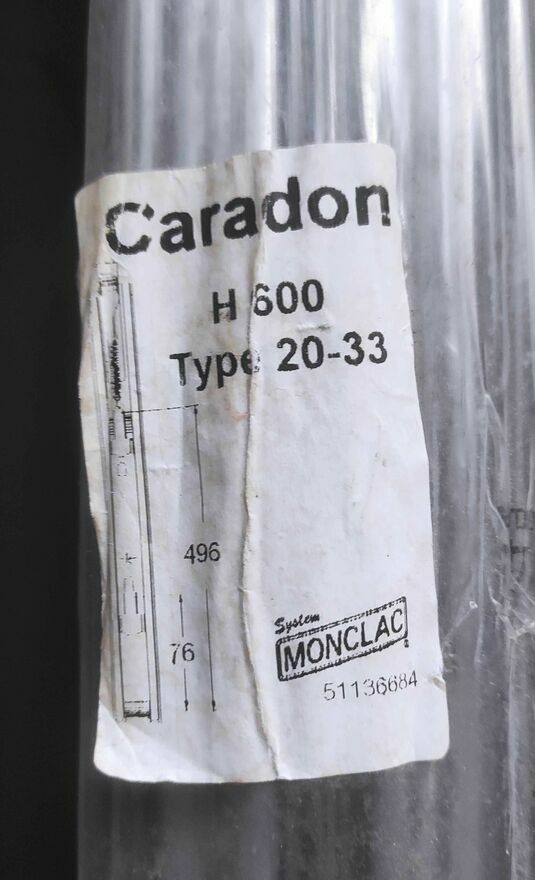 Caradon
H 600
Type 20-33
496
76
System
MONCLAC
51136684